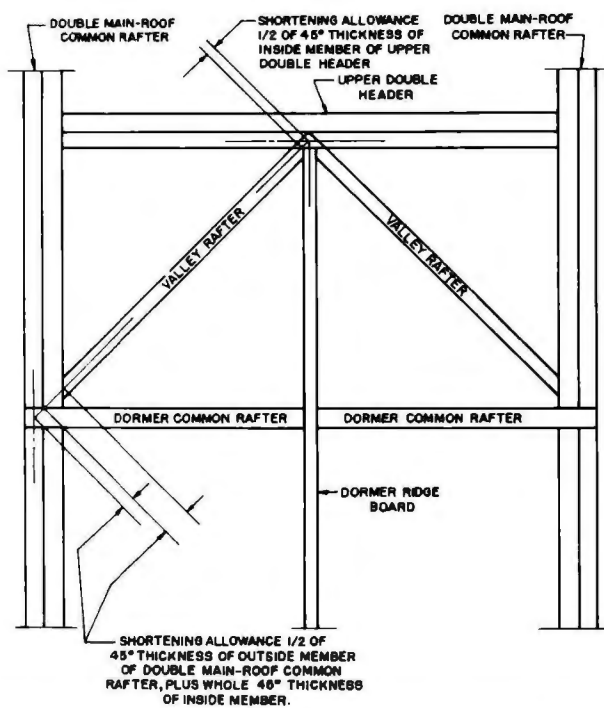 DOUBLE MAIN-ROOF
COMMON RAFTER
SHORTENING ALLOWANCE
1/2 OF 45° THICKNESS OF
INSIDE MEMBER OF UPPER
DOUBLE HEADER
DOUBLE MAIN-ROOF
COMMON RAFTER
UPPER DOUBLE
HEADER
VALLEY RAFTER
VALLEY RAFTER
DORMER COMMON RAFTER
DORMER COMMON RAFTER
DORMER RIDGE
BOARD
SHORTENING ALLOWANCE 1/2 OF
45° THICKNESS OF OUTSIDE MEMBER
OF DOUBLE MAIN-ROOF COMMON
RAFTER, PLUS WHOLE 45° THICKNESS
OF INSIDE MEMBER.